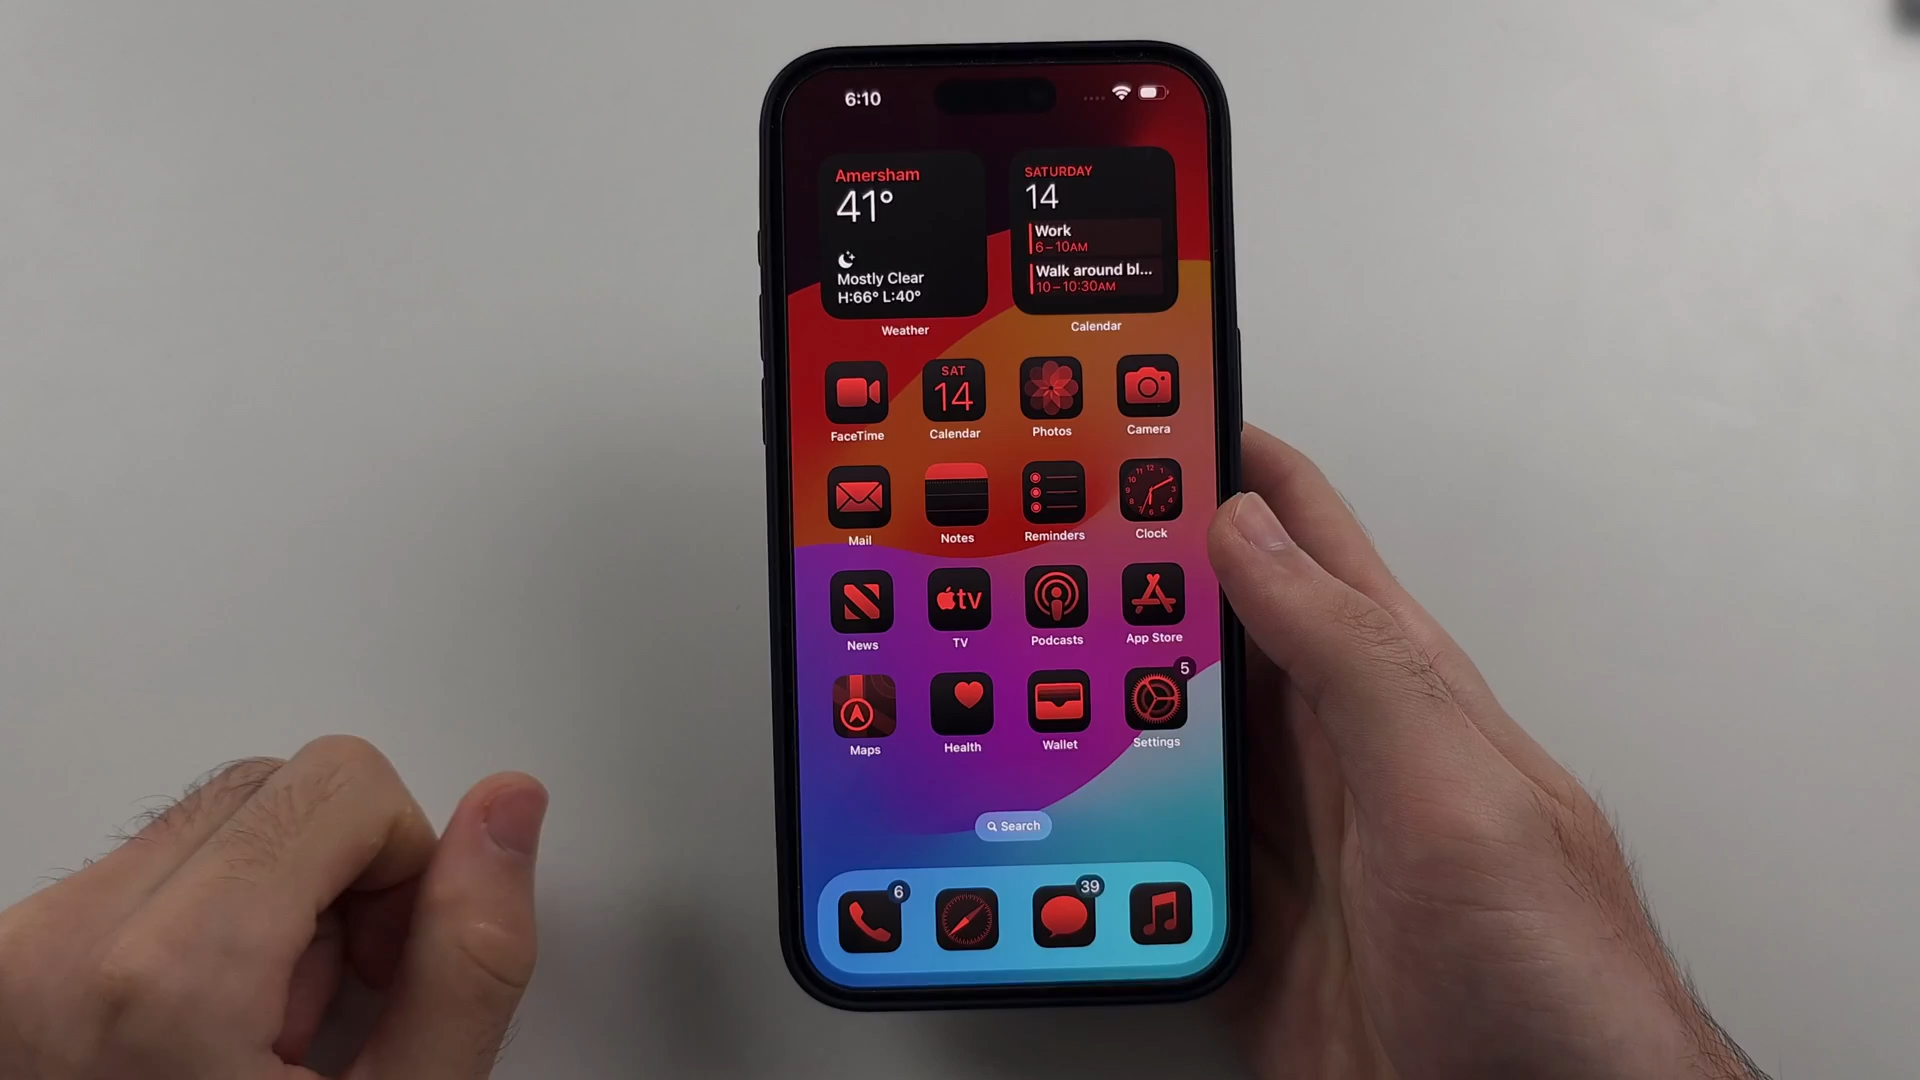 6:10
Amersham
41°
Mostly Clear
H:66° L:40°
Weather
SATURDAY
14
Work
6–10AM
Walk around bl...
10–10:30AM
Calendar
FaceTime
SAT
14
Calendar
Photos
Camera
Mail
Notes
Reminders
Clock
News
tv
TV
Podcasts
App Store
Maps
Health
Wallet
5
Settings
Search
6
39